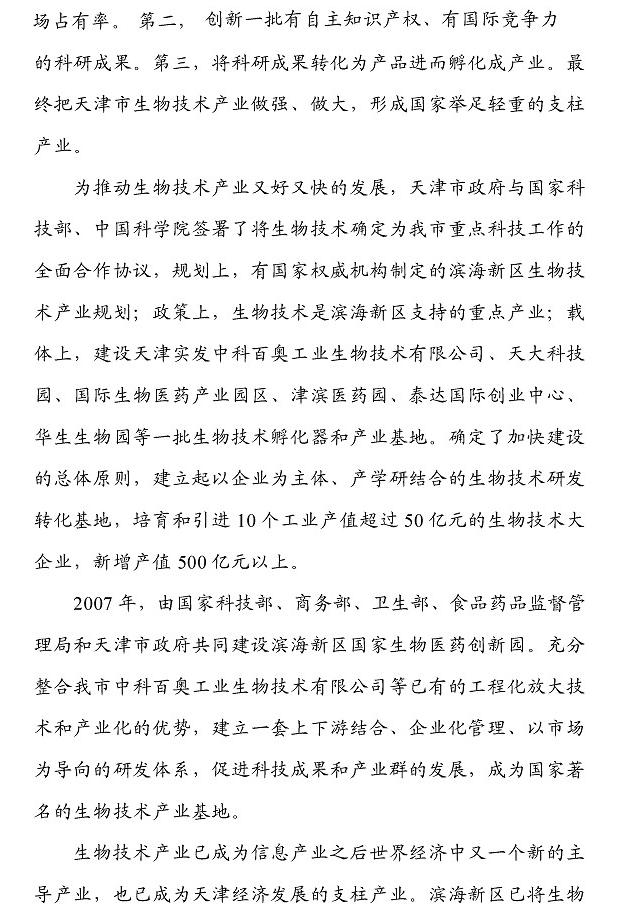 场占有率。第二，创新一批有自主知识产权、有国际竞争力
的科研成果。第三，将科研成果转化为产品进而孵化成产业。最
终把天津市生物技术产业做强、做大，形成国家举足轻重的支柱
产业。
为推动生物技术产业又好又快的发展，天津市政府与国家科
技部、中国科学院签署了将生物技术确定为我市重点科技工作的
全面合作协议，规划上，有国家权威机构制定的滨海新区生物技
术产业规划；政策上，生物技术是滨海新区支持的重点产业；载
体上，建设天津实发中科百奥工业生物技术有限公司、天大科技
园、国际生物医药产业园区、津滨医药园、泰达国际创业中心、
华生生物园等一批生物技术孵化器和产业基地。确定了加快建设
的总体原则，建立起以企业为主体、产学研结合的生物技术研发
转化基地，培育和引进 10 个工业产值超过 50 亿元的生物技术大
企业，新增产值 500 亿元以上。
2007 年，由国家科技部、商务部、卫生部、食品药品监督管
理局和天津市政府共同建设滨海新区国家生物医药创新园。充分
整合我市中科百奥工业生物技术有限公司等已有的工程化放大技
术和产业化的优势，建立一套上下游结合、企业化管理、以市场
为导向的研发体系，促进科技成果和产业群的发展，成为国家著
名的生物技术产业基地。
生物技术产业已成为信息产业之后世界经济中又一个新的主
导产业，也已成为天津经济发展的支柱产业。滨海新区已将生物